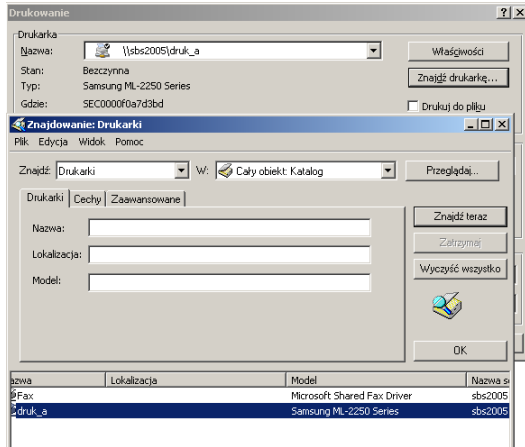 Drukowanie
Drukarka
Nazwa: \\sbs2005\druk_a Właściwości
Stan: Bezczynna
Typ: Samsung ML-2250 Series Znajdź drukarkę...
Gdzie: SEC0000f0a7d3bd Drukuj do pliku
Znajdowanie: Drukarki
Plik Edycja Widok Pomoc
Znajdź: Drukarki W: Cały obiekt: Katalog Przeglądaj...
Drukarki Cechy Zaawansowane
Znajdź teraz
Nazwa:
Zatrzymaj
Lokalizacja:
Wyczyść wszystko
Model:
OK
azwa Lokalizacja Model Nazwa se
Fax Microsoft Shared Fax Driver sbs2005
druk_a Samsung ML-2250 Series sbs2005